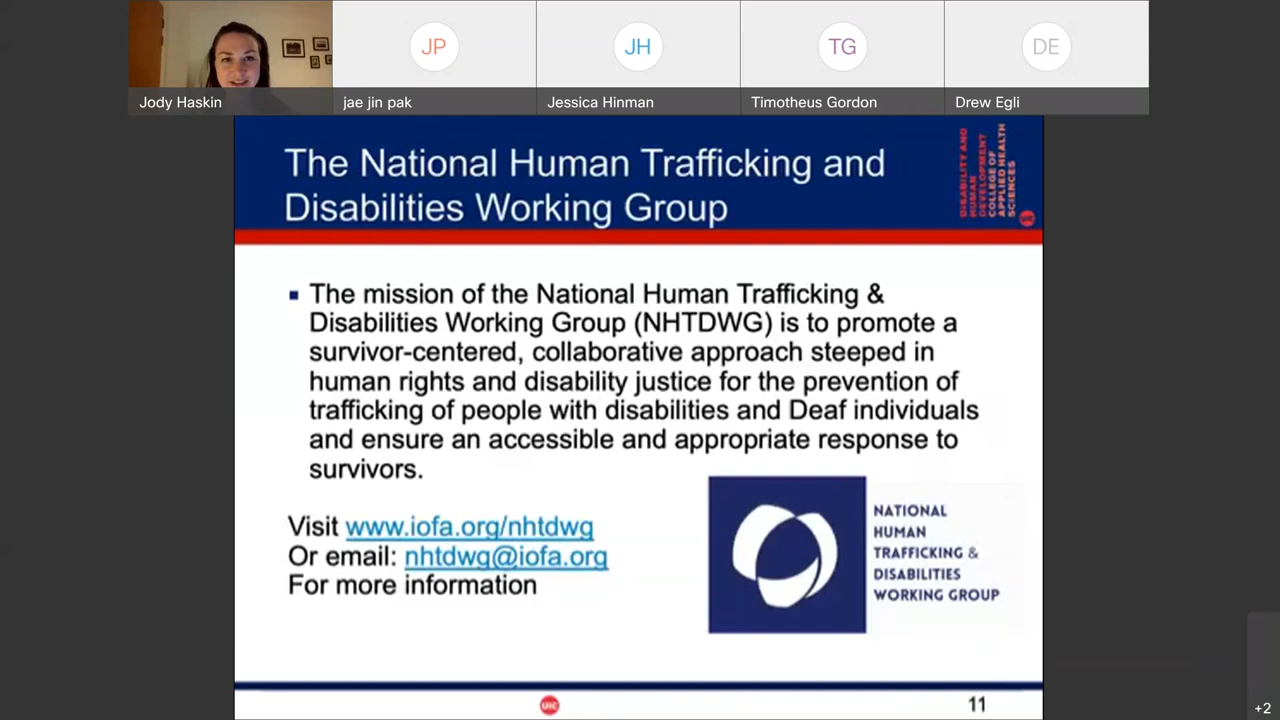 JP
JH
TG
DE
Jody Haskin
jae jin pak
Jessica Hinman
Timotheus Gordon
Drew Egli
The National Human Trafficking and
Disabilities Working Group
DISABILITY AND
HUMAN
DEVELOPMENT
COLLEGE OF
APPLIED HEALTH
SCIENCES
The mission of the National Human Trafficking &
Disabilities Working Group (NHTDWG) is to promote a
survivor-centered, collaborative approach steeped in
human rights and disability justice for the prevention of
trafficking of people with disabilities and Deaf individuals
and ensure an accessible and appropriate response to
survivors.
Visit www.iofa.org/nhtdwg
Or email: nhtdwg@iofa.org
For more information
NATIONAL
HUMAN
TRAFFICKING &
DISABILITIES
WORKING GROUP
UIC
11
+2